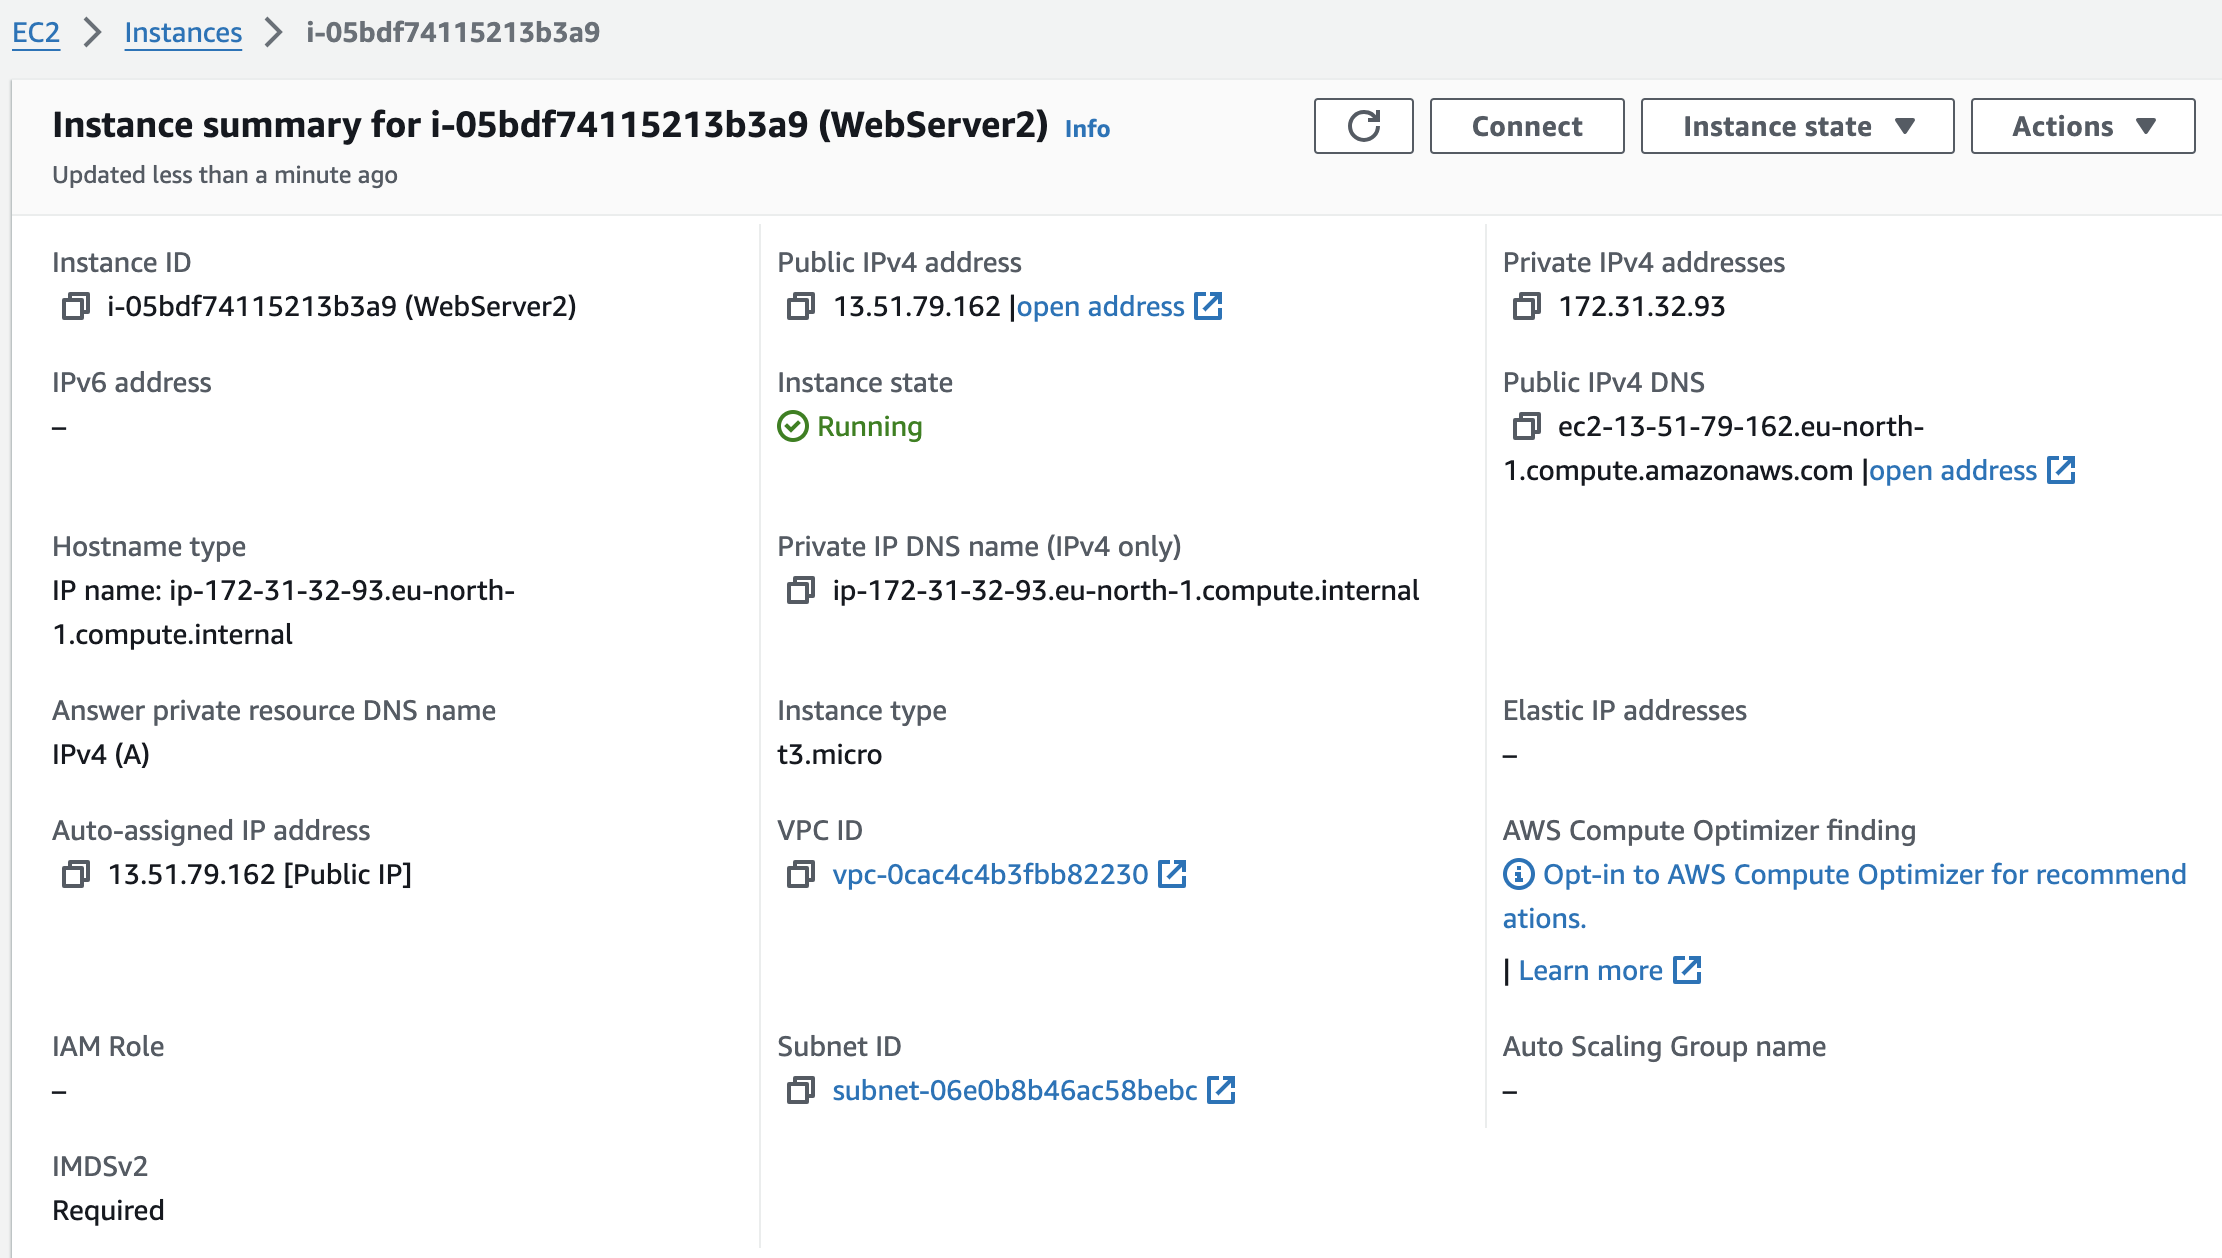 EC2 > Instances > i-05bdf74115213b3a9
Instance summary for i-05bdf74115213b3a9 (WebServer2) Info
Connect
Instance state
Actions
Updated less than a minute ago
Instance ID
i-05bdf74115213b3a9 (WebServer2)
Public IPv4 address
13.51.79.162 |open address
Private IPv4 addresses
172.31.32.93
IPv6 address
–
Instance state
Running
Public IPv4 DNS
ec2-13-51-79-162.eu-north-
1.compute.amazonaws.com |open address
Hostname type
IP name: ip-172-31-32-93.eu-north-
1.compute.internal
Private IP DNS name (IPv4 only)
ip-172-31-32-93.eu-north-1.compute.internal
Answer private resource DNS name
IPv4 (A)
Instance type
t3.micro
Elastic IP addresses
–
Auto-assigned IP address
13.51.79.162 [Public IP]
VPC ID
vpc-0cac4c4b3fbb82230
AWS Compute Optimizer finding
Opt-in to AWS Compute Optimizer for recommend
ations.
| Learn more
IAM Role
–
Subnet ID
subnet-06e0b8b46ac58bebc
Auto Scaling Group name
–
IMDSv2
Required